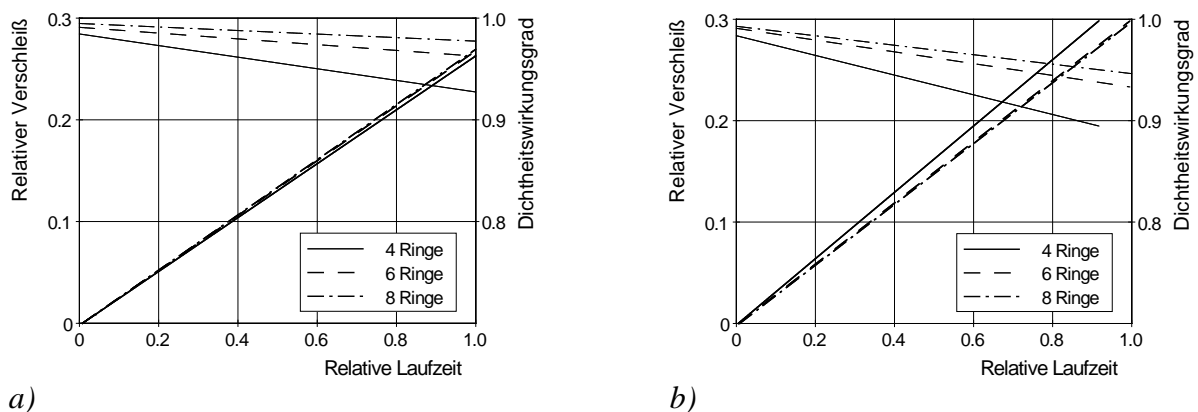 0.3
0.2
0.1
0
Relativer Verschleiß
1.0
0.9
0.8
Dichtheitswirkungsgrad
4 Ringe
6 Ringe
8 Ringe
0 0.2 0.4 0.6 0.8 1.0
Relative Laufzeit
a)
0.3
0.2
0.1
0
Relativer Verschleiß
1.0
0.9
0.8
Dichtheitswirkungsgrad
4 Ringe
6 Ringe
8 Ringe
0 0.2 0.4 0.6 0.8 1.0
Relative Laufzeit
b)